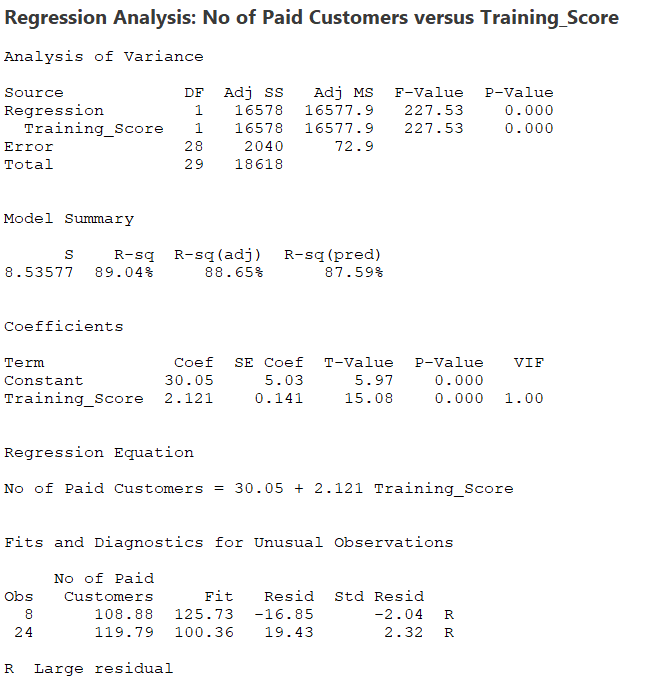 Regression Analysis: No of Paid Customers versus Training_Score
Analysis of Variance
Source DF Adj SS Adj MS F-Value P-Value
Regression 1 16578 16577.9 227.53 0.000
Training_Score 1 16578 16577.9 227.53 0.000
Error 28 2040 72.9
Total 29 18618
Model Summary
S R-sq R-sq(adj) R-sq(pred)
8.53577 89.04% 88.65% 87.59%
Coefficients
Term Coef SE Coef T-Value P-Value VIF
Constant 30.05 5.03 5.97 0.000
Training_Score 2.121 0.141 15.08 0.000 1.00
Regression Equation
No of Paid Customers = 30.05 + 2.121 Training_Score
Fits and Diagnostics for Unusual Observations
No of Paid
Obs Customers Fit Resid Std Resid
8 108.88 125.73 -16.85 -2.04 R
24 119.79 100.36 19.43 2.32 R
R Large residual